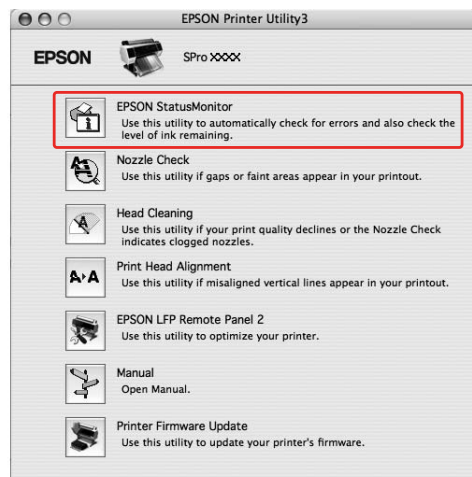 EPSON Printer Utility3
EPSON
SPro XXXX
EPSON StatusMonitor
Use this utility to automatically check for errors and also check the
level of ink remaining.
Nozzle Check
Use this utility if gaps or faint areas appear in your printout.
Head Cleaning
Use this utility if your print quality declines or the Nozzle Check
indicates clogged nozzles.
Print Head Alignment
Use this utility if misaligned vertical lines appear in your printout.
EPSON LFP Remote Panel 2
Use this utility to optimize your printer.
Manual
Open Manual.
Printer Firmware Update
Use this utility to update your printer's firmware.